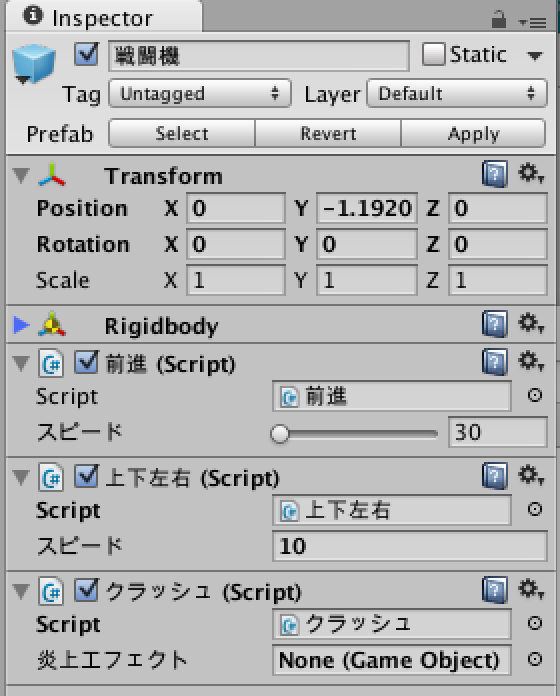 Inspector
戦闘機 Static
Tag Untagged Layer Default
Prefab Select Revert Apply
Transform
Position X 0 Y -1.1920 Z 0
Rotation X 0 Y 0 Z 0
Scale X 1 Y 1 Z 1
Rigidbody
C# 前進 (Script)
Script 前進
スピード 30
C# 上下左右 (Script)
Script 上下左右
スピード 10
C# クラッシュ (Script)
Script クラッシュ
炎上エフェクト None (Game Object)